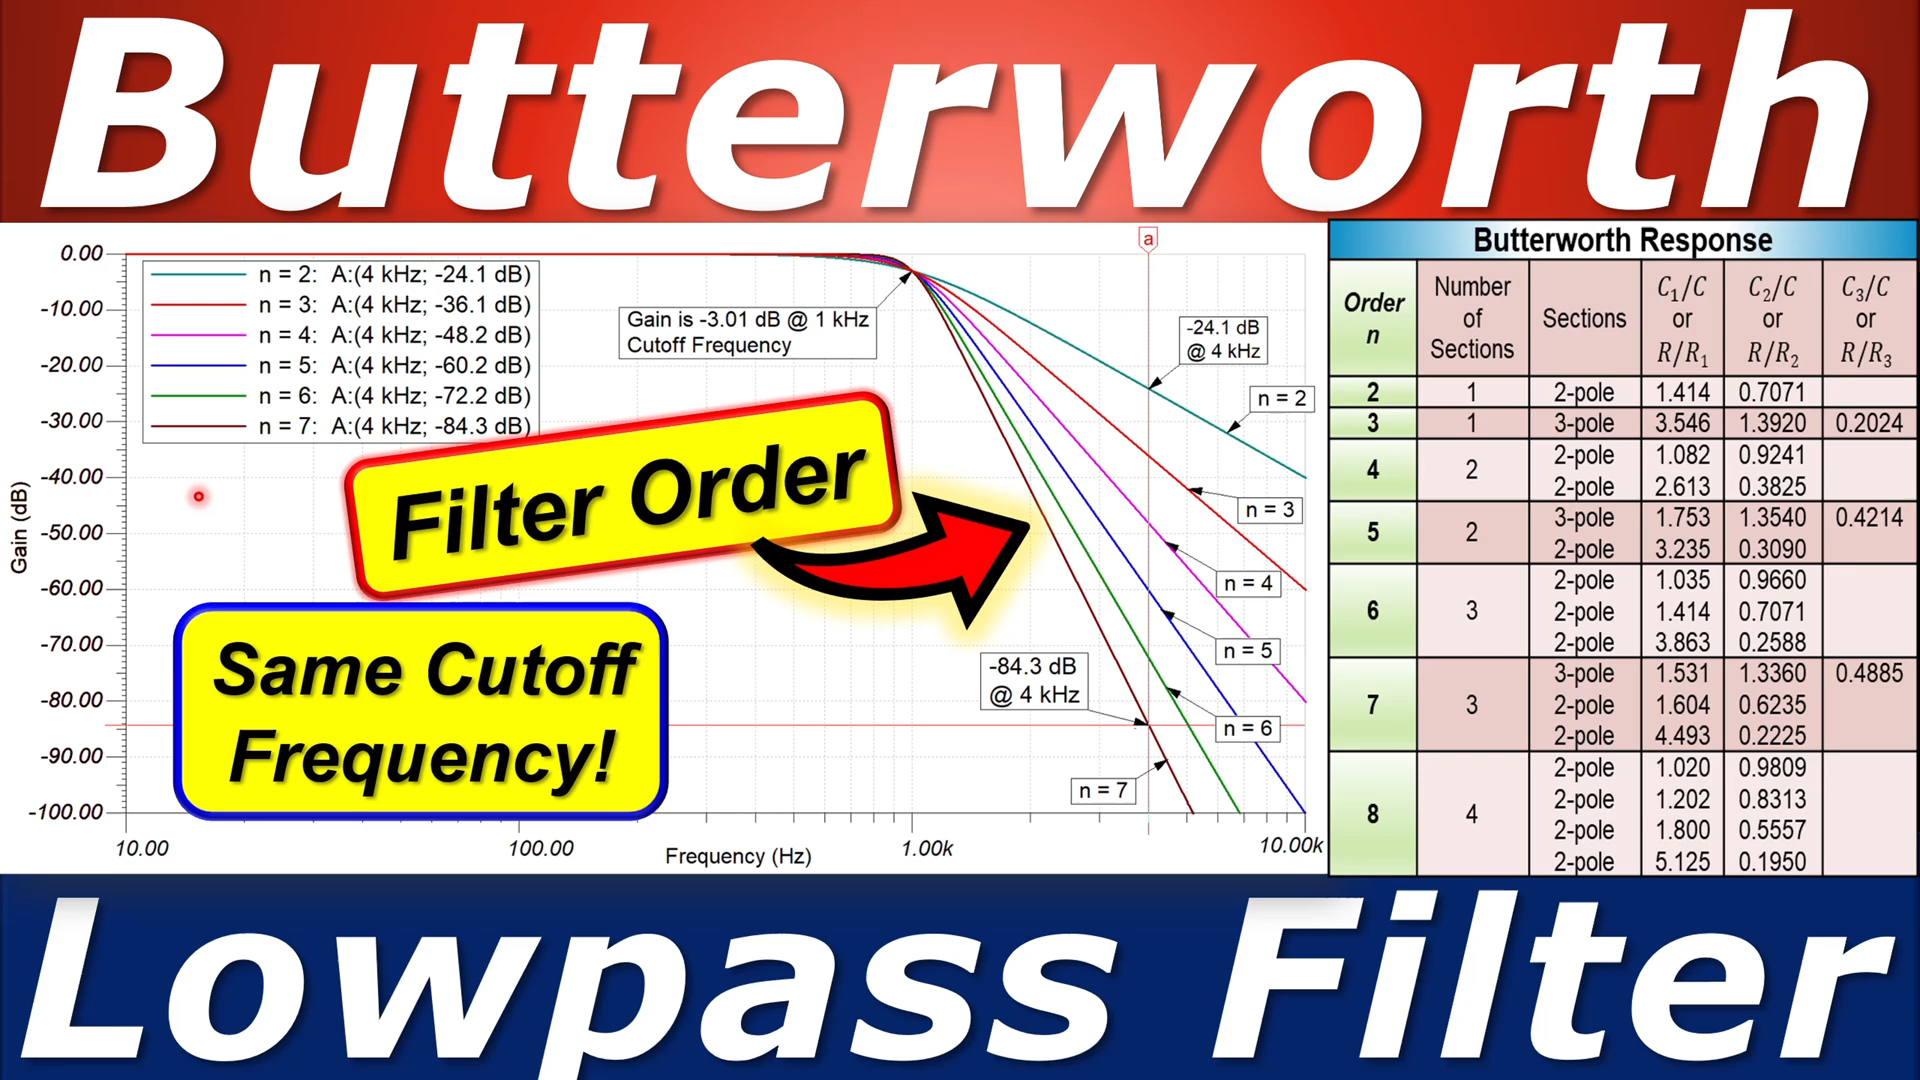 Butterworth
a
0.00
-10.00
-20.00
-30.00
-40.00
-50.00
-60.00
-70.00
-80.00
-90.00
-100.00
Gain (dB)
n = 2: A:(4 kHz; -24.1 dB)
n = 3: A:(4 kHz; -36.1 dB)
n = 4: A:(4 kHz; -48.2 dB)
n = 5: A:(4 kHz; -60.2 dB)
n = 6: A:(4 kHz; -72.2 dB)
n = 7: A:(4 kHz; -84.3 dB)
Gain is -3.01 dB @ 1 kHz
Cutoff Frequency
-24.1 dB
@ 4 kHz
n = 2
n = 3
n = 4
n = 5
n = 6
n = 7
-84.3 dB
@ 4 kHz
Filter Order
Same Cutoff
Frequency!
10.00 100.00 1.00k 10.00k
Frequency (Hz)
Butterworth Response
Order n Number of Sections Sections C₁/C or R/R₁ C₂/C or R/R₂ C₃/C or R/R₃
2 1 2-pole 1.414 0.7071
3 1 3-pole 3.546 1.3920 0.2024
4 2 2-pole 1.082 0.9241
2-pole 2.613 0.3825
5 2 3-pole 1.753 1.3540 0.4214
2-pole 3.235 0.3090
6 3 2-pole 1.035 0.9660
2-pole 1.414 0.7071
2-pole 3.863 0.2588
7 3 3-pole 1.531 1.3360 0.4885
2-pole 1.604 0.6235
2-pole 4.493 0.2225
8 4 2-pole 1.020 0.9809
2-pole 1.202 0.8313
2-pole 1.800 0.5557
2-pole 5.125 0.1950
Lowpass Filter